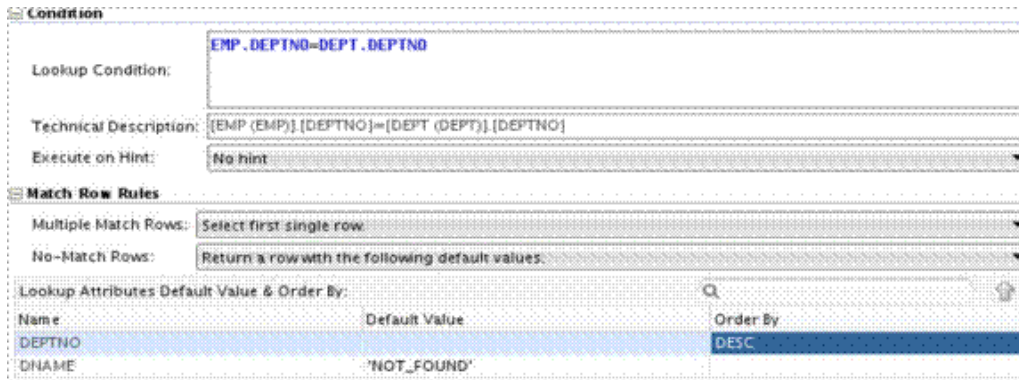 Condition
EMP.DEPTNO=DEPT.DEPTNO
Lookup Condition:
Technical Description: [EMP (EMP)].[DEPTNO]=[DEPT (DEPT)].[DEPTNO]
Execute on Hint: No hint
Match Row Rules
Multiple Match Rows: Select first single row.
No-Match Rows: Return a row with the following default values.
Lookup Attributes Default Value & Order By:
Name Default Value Order By
DEPTNO DESC
DNAME 'NOT_FOUND'